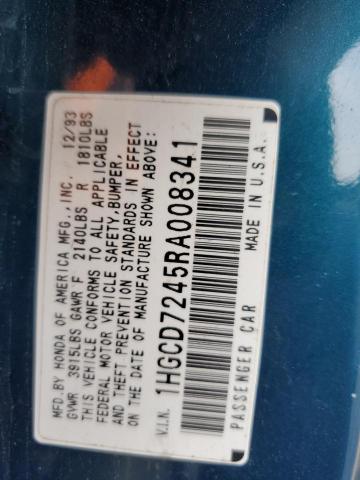 MFD.BY HONDA OF AMERICA MFG.,INC. 12/93
GVWR 3915LBS GAWR F 2140LBS R 1810LBS
THIS VEHICLE CONFORMS TO ALL APPLICABLE
FEDERAL MOTOR VEHICLE SAFETY,BUMPER,
AND THEFT PREVENTION STANDARDS IN EFFECT
ON THE DATE OF MANUFACTURE SHOWN ABOVE:
V.I.N. 1HGCD7245RA008341
PASSENGER CAR MADE IN U.S.A.